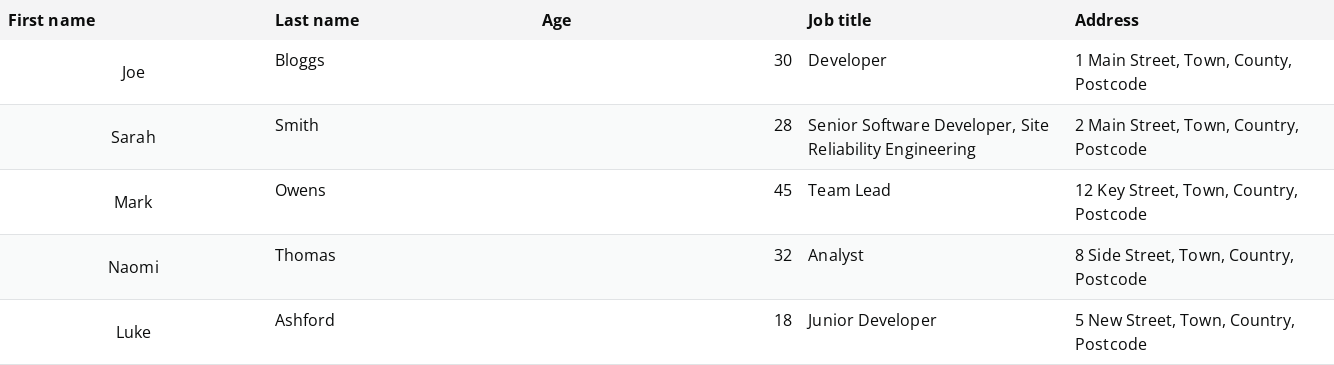 First name Last name Age Job title Address
Joe Bloggs 30 Developer 1 Main Street, Town, County,
Postcode
Sarah Smith 28 Senior Software Developer, Site 2 Main Street, Town, Country,
Reliability Engineering Postcode
Mark Owens 45 Team Lead 12 Key Street, Town, Country,
Postcode
Naomi Thomas 32 Analyst 8 Side Street, Town, Country,
Postcode
Luke Ashford 18 Junior Developer 5 New Street, Town, Country,
Postcode